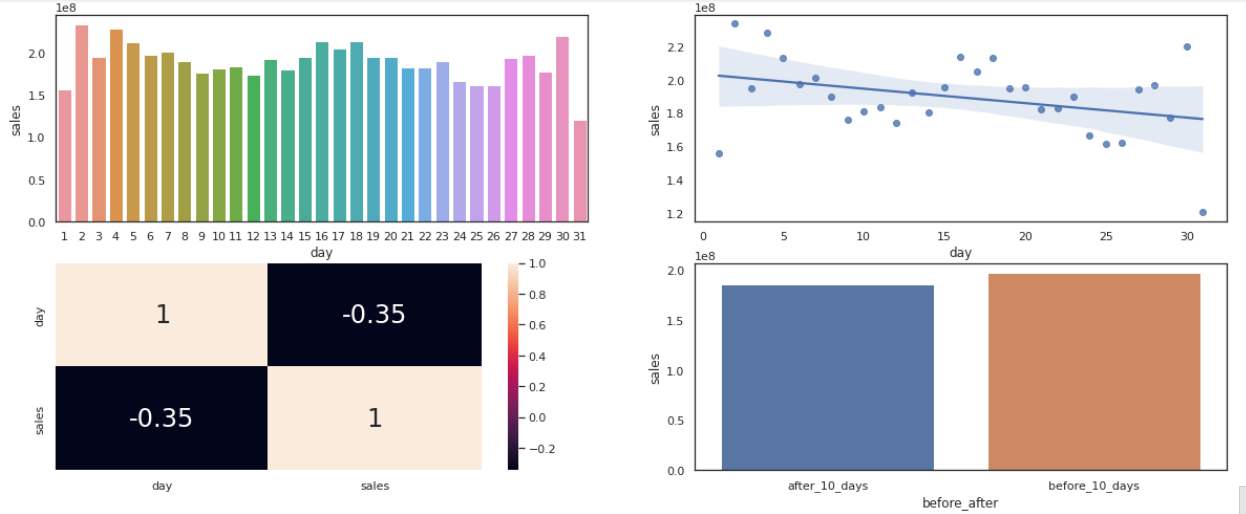 1e8
sales
2.0
1.5
1.0
0.5
0.0
1 2 3 4 5 6 7 8 9 10 11 12 13 14 15 16 17 18 19 20 21 22 23 24 25 26 27 28 29 30 31
day
1e8
sales
2.2
2.0
1.8
1.6
1.4
1.2
0 5 10 15 20 25 30
day
day
sales
1 -0.35
-0.35 1
day sales
1.0
0.8
0.6
0.4
0.2
0.0
−0.2
1e8
sales
2.0
1.5
1.0
0.5
0.0
after_10_days before_10_days
before_after